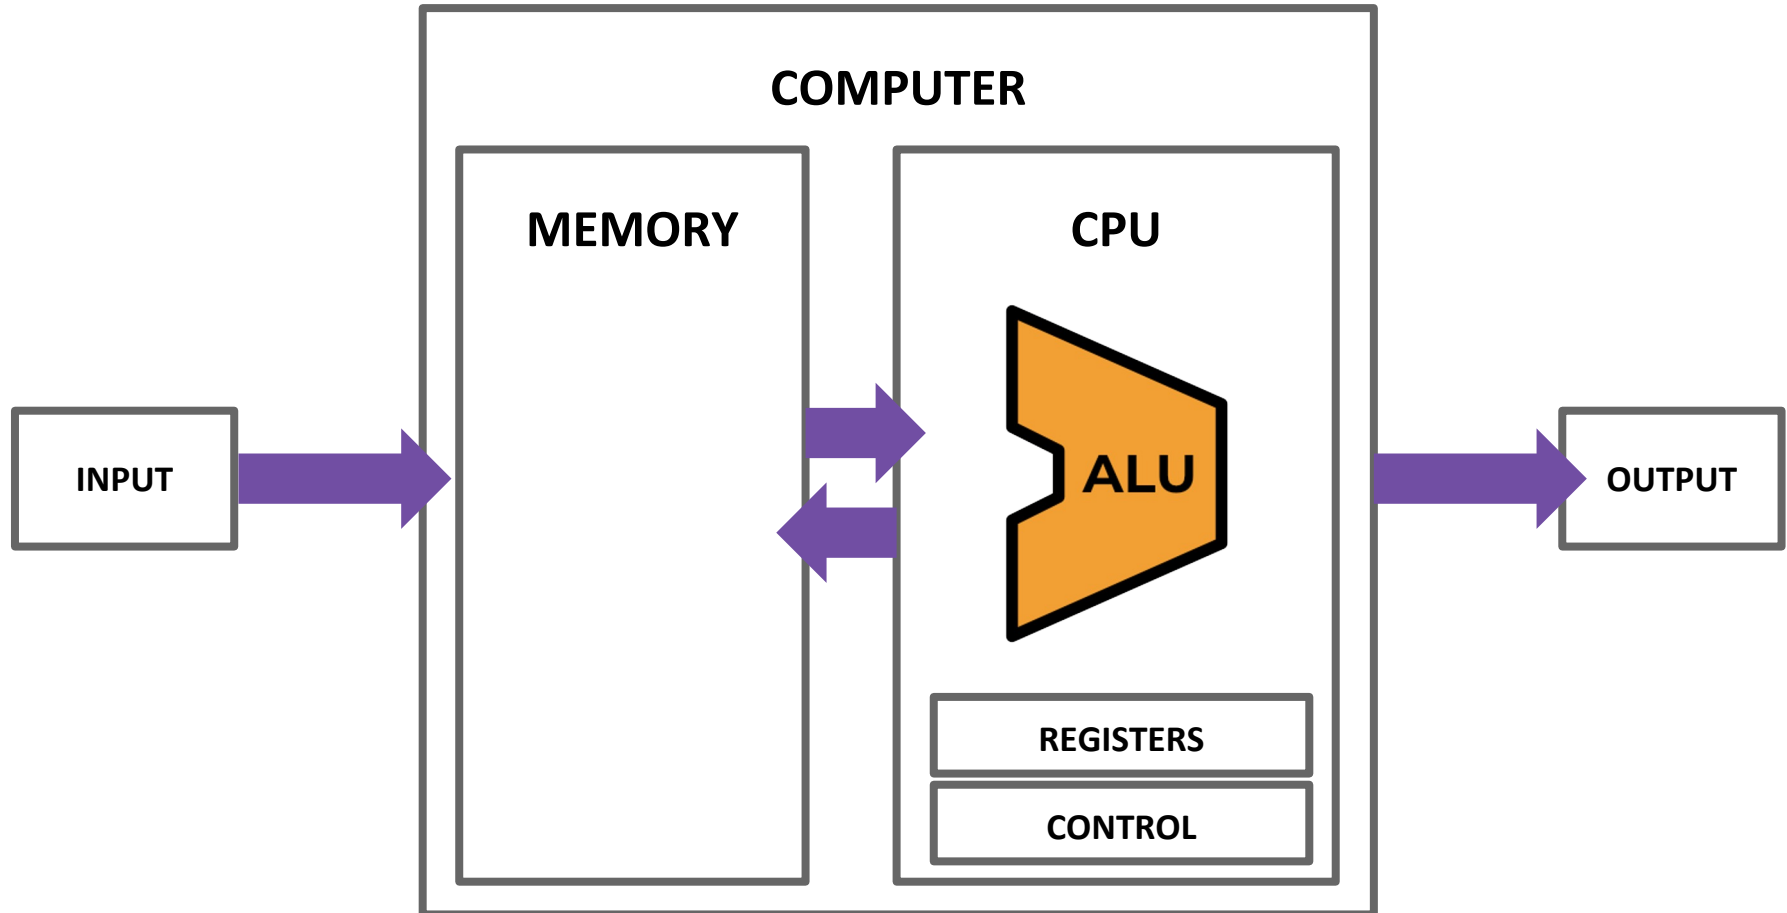 COMPUTER
MEMORY
CPU
INPUT
ALU
OUTPUT
REGISTERS
CONTROL